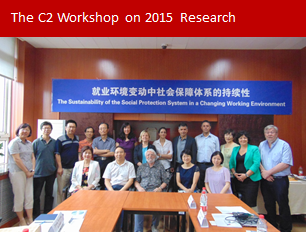 The C2 Workshop on 2015 Research
就业环境变动中社会保障体系的持续性
The Sustainability of the Social Protection System in a Changing Working Environment